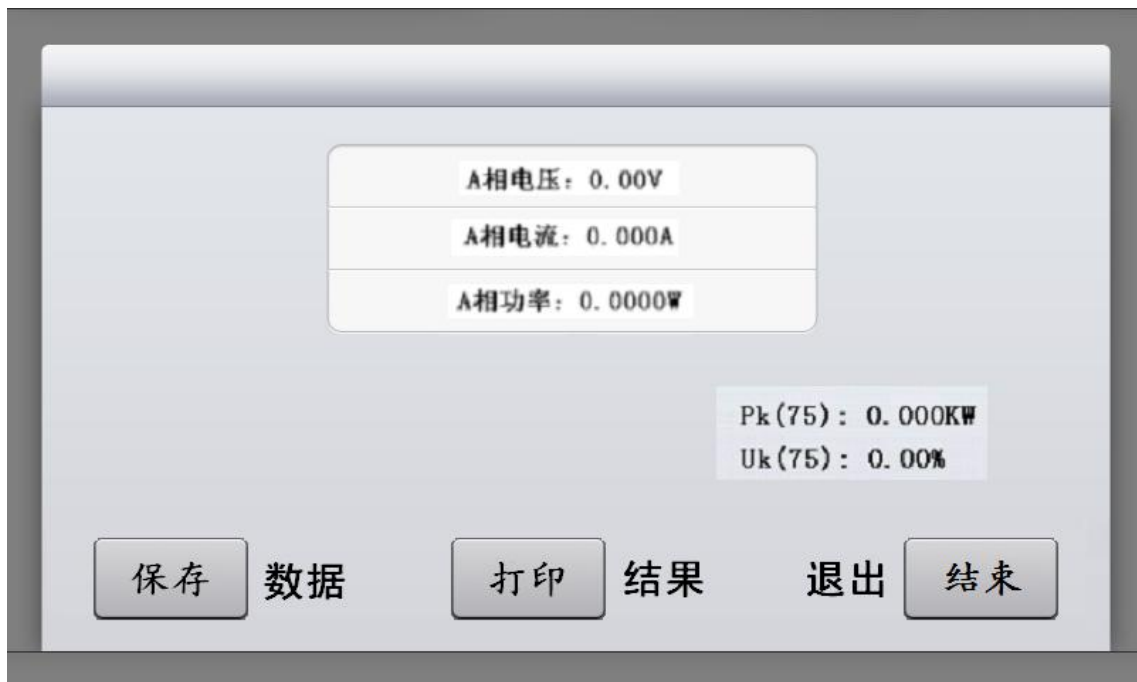 A相电压：0.00V
A相电流：0.000A
A相功率：0.0000W
Pk(75)：0.000KW
Uk(75)：0.00%
保存 数据 打印 结果 退出 结束